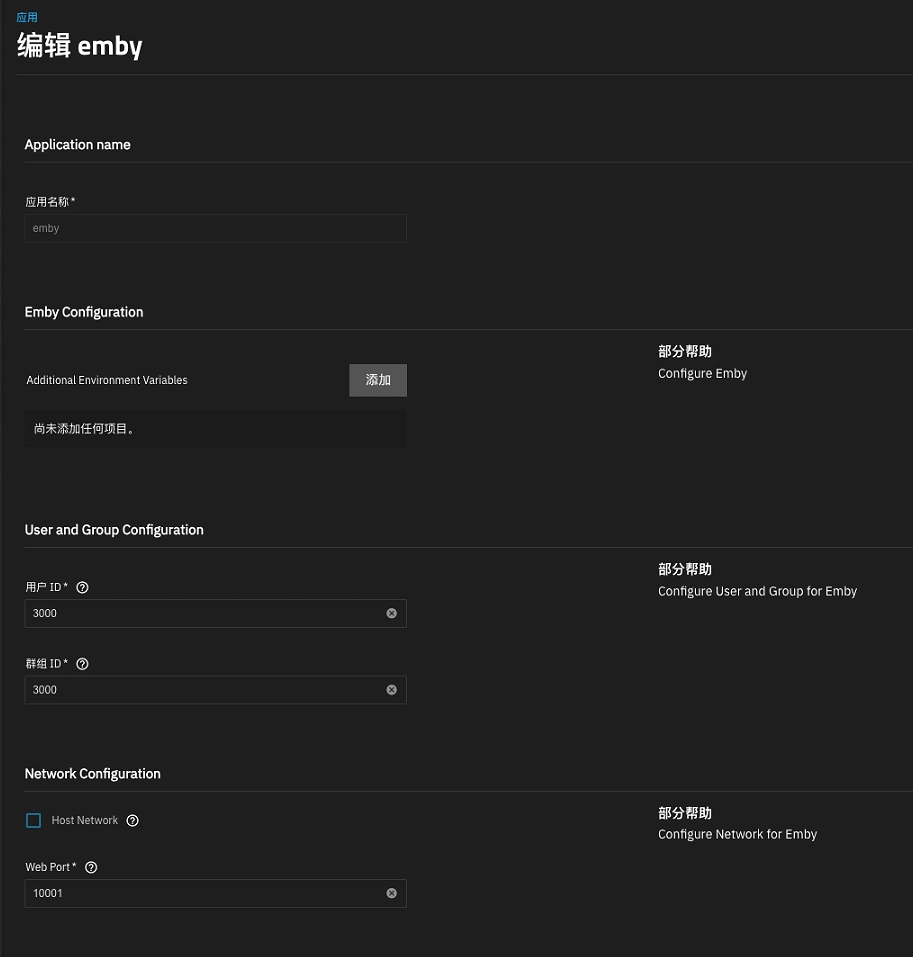 应用
编辑 emby
Application name
应用名称*
emby
Emby Configuration
部分帮助
Configure Emby
Additional Environment Variables
添加
尚未添加任何项目。
User and Group Configuration
部分帮助
Configure User and Group for Emby
用户 ID*
3000
群组 ID*
3000
Network Configuration
部分帮助
Configure Network for Emby
Host Network
Web Port*
10001